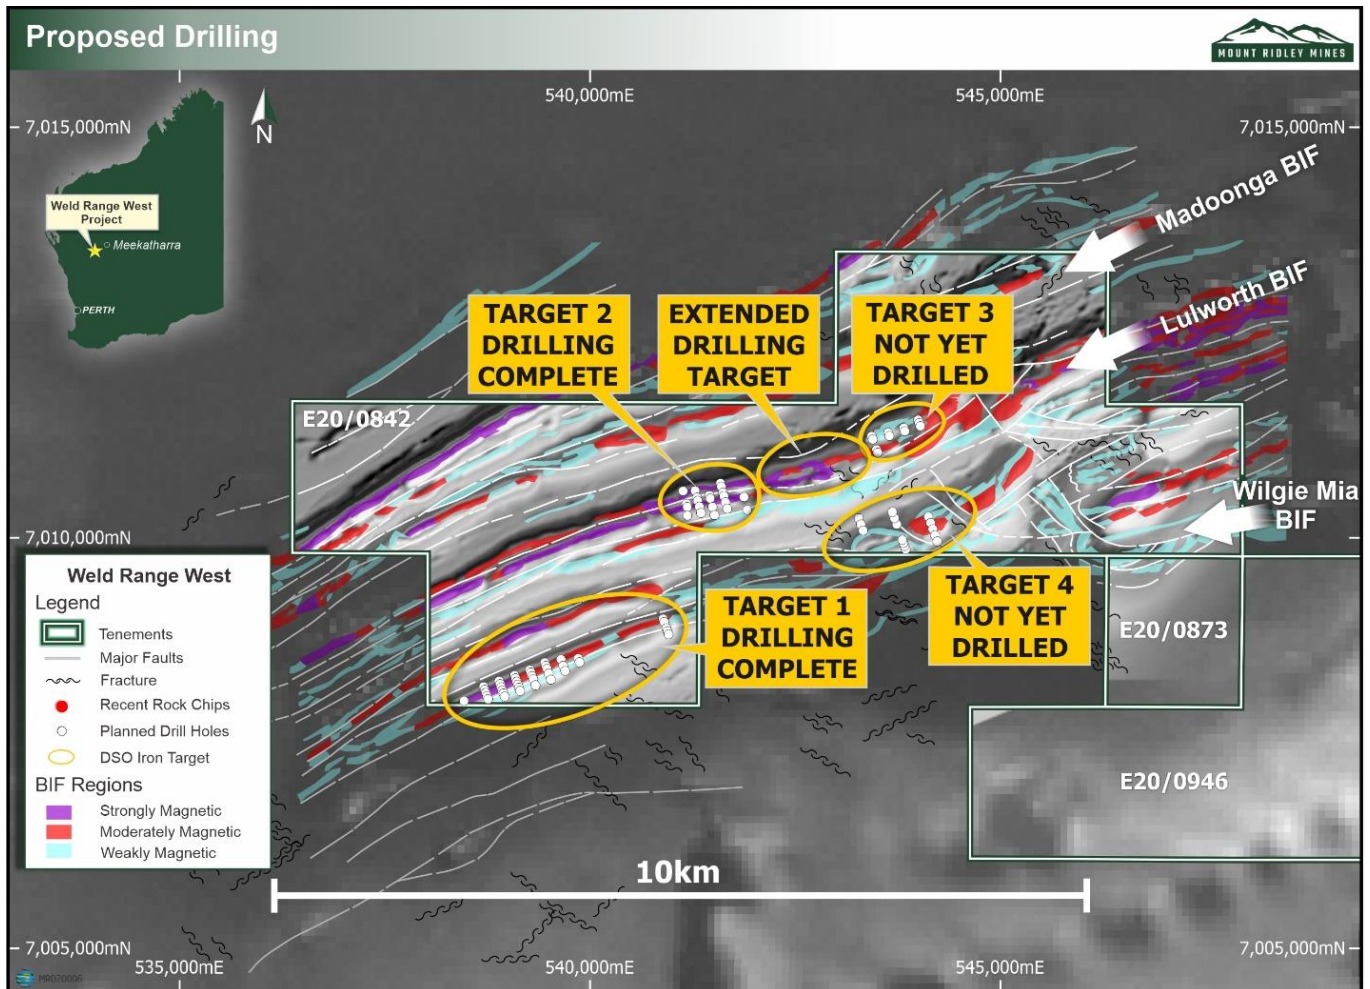 Proposed Drilling
MOUNT RIDLEY MINES
540,000mE
545,000mE
7,015,000mN
7,015,000mN
N
Weld Range West
Project
Meekatharra
PERTH
Madoonga BIF
Lulworth BIF
Wilgie Mia
BIF
TARGET 2
DRILLING
COMPLETE
EXTENDED
DRILLING
TARGET
TARGET 3
NOT YET
DRILLED
E20/0842
7,010,000mN
TARGET 1
DRILLING
COMPLETE
TARGET 4
NOT YET
DRILLED
E20/0873
E20/0946
Weld Range West
Legend
Tenements
Major Faults
Fracture
Recent Rock Chips
Planned Drill Holes
DSO Iron Target
BIF Regions
Strongly Magnetic
Moderately Magnetic
Weakly Magnetic
10km
7,005,000mN
7,005,000mN
535,000mE
540,000mE
545,000mE
MRD20006